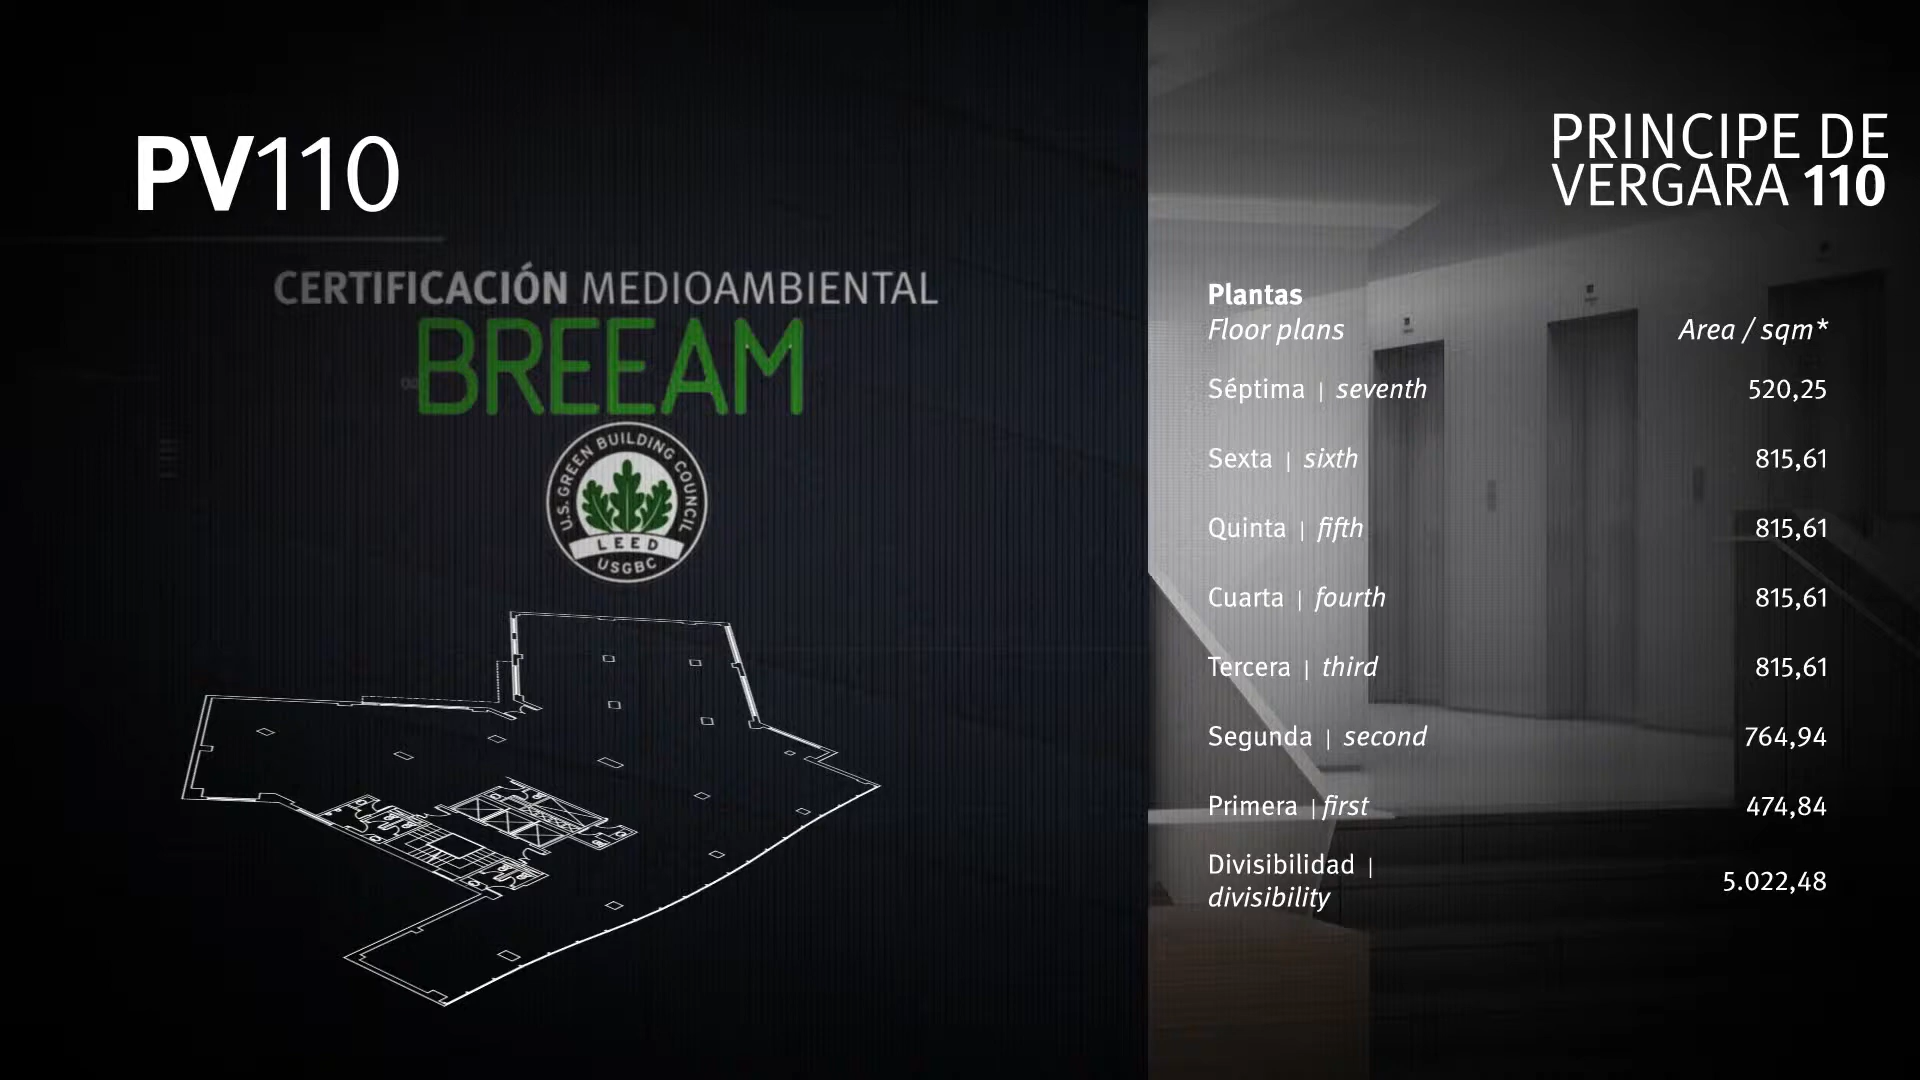 PV110
CERTIFICACIÓN MEDIOAMBIENTAL
BREEAM
U.S. GREEN BUILDING COUNCIL
LEED
USGBC
PRINCIPE DE
VERGARA 110
Plantas
Floor plans Area / sqm*
Séptima | seventh 520,25
Sexta | sixth 815,61
Quinta | fifth 815,61
Cuarta | fourth 815,61
Tercera | third 815,61
Segunda | second 764,94
Primera | first 474,84
Divisibilidad |
divisibility 5.022,48